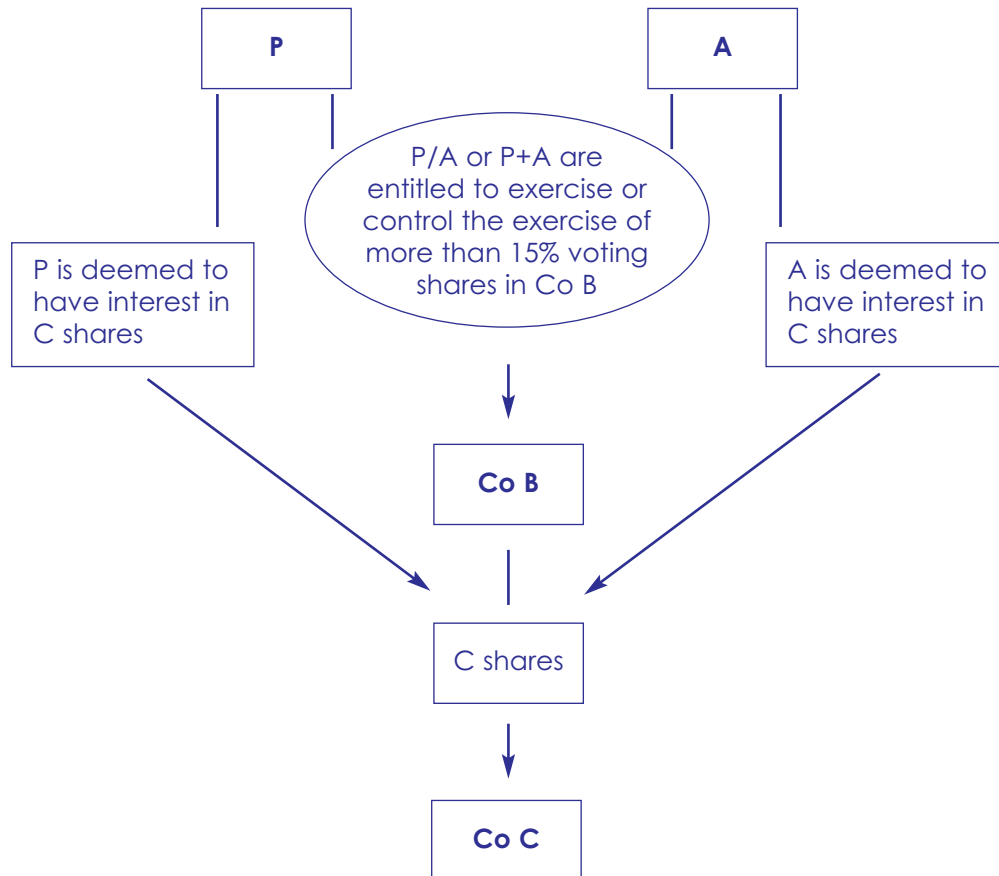 P
A
P/A or P+A are
entitled to exercise or
control the exercise of
more than 15% voting
shares in Co B
P is deemed to
have interest in
C shares
A is deemed to
have interest in
C shares
Co B
C shares
Co C